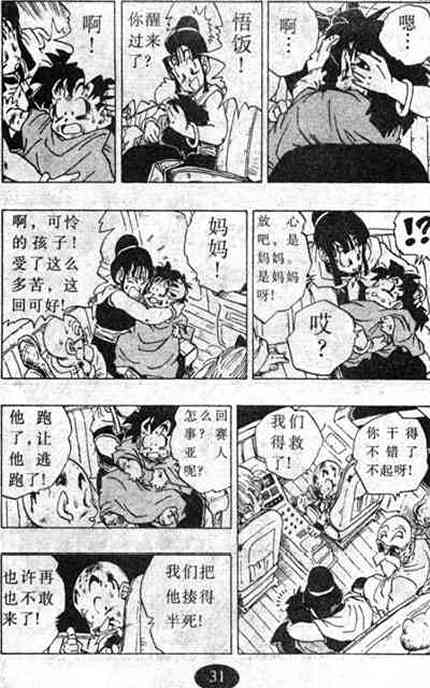 嗯…
啊…
悟饭！
你醒
过来
了？
啊！
!?
放心
吧，是
妈妈。
是妈妈
呀！
哎？
妈妈！
啊，可怜
的孩子！
受了这么
多苦，这
回可好！
你干得
不错了
不起呀！
我们
得救
了！
怎么回
事？赛
亚人
呢？
他跑
了，让
他逃
跑了！
我们把
他揍得
半死！
也许再
也不敢
来了！
31